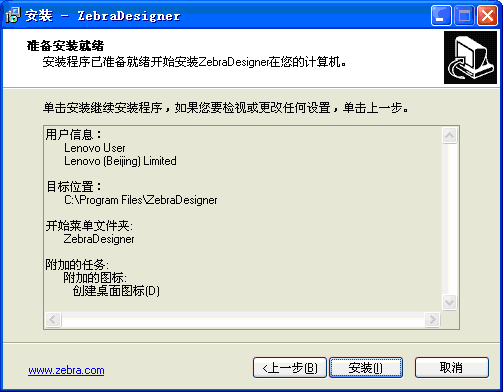 安装 - ZebraDesigner
准备安装就绪
安装程序已准备就绪开始安装ZebraDesigner在您的计算机。
单击安装继续安装程序，如果您要检视或更改任何设置，单击上一步。
用户信息：
Lenovo User
Lenovo (Beijing) Limited
目标位置：
C:\Program Files\ZebraDesigner
开始菜单文件夹:
ZebraDesigner
附加的任务:
附加的图标:
创建桌面图标(D)
www.zebra.com
<上一步(B)
安装(I)
取消